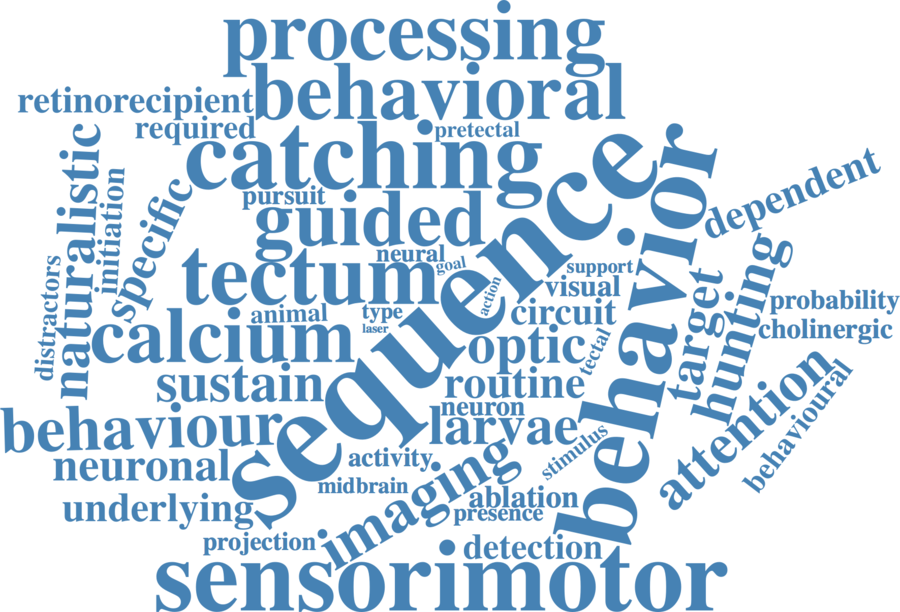 processing
behavioral
retinorecipient
required
pretectal
catching
sequence
behavior
dependent
naturalistic
initiation
specific
pursuit
guided
neural
goal
tectum
action
support
visual
distractors
animal
type
laser
calcium
circuit
optic
tectal
target
hunting
probability
cholinergic
sustain
routine
neuron
larvae
attention
behavioural
behaviour
neuronal
activity
stimulus
midbrain
imaging
ablation
presence
underlying
projection
detection
sensorimotor